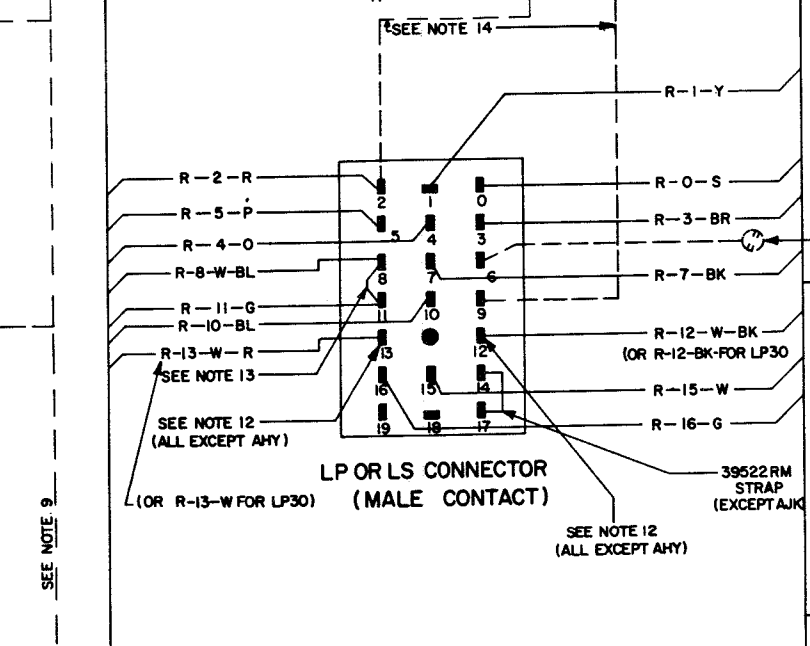 SEE NOTE 14
R-1-Y
R-2-R
R-0-S
R-5-P
R-3-BR
R-4-O
R-8-W-BL
R-7-BK
R-11-G
R-10-BL
R-12-W-BK
(OR R-12-BK-FOR LP30
R-13-W-R
SEE NOTE 13
R-15-W
R-16-G
2 1 0
5 4 3
8 7 6
11 10 9
13 12
16 15 14
19 18 17
SEE NOTE 12
(ALL EXCEPT AHY)
LP OR LS CONNECTOR
(MALE CONTACT)
(OR R-13-W FOR LP30)
39522RM
STRAP
(EXCEPT AJK
SEE NOTE 12
(ALL EXCEPT AHY)
SEE NOTE 9